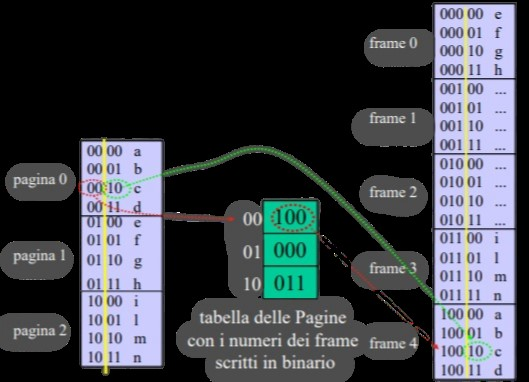 pagina 0
00 00 a
00 01 b
00 10 c
00 11 d
pagina 1
01 00 e
01 01 f
01 10 g
01 11 h
pagina 2
10 00 i
10 01 l
10 10 m
10 11 n
00 100
01 000
10 011
tabella delle Pagine
con i numeri dei frame
scritti in binario
frame 0
000 00 e
000 01 f
000 10 g
000 11 h
frame 1
001 00 ...
001 01 ...
001 10 ...
001 11 ...
frame 2
010 00 ...
010 01 ...
010 10 ...
010 11 ...
frame 3
011 00 i
011 01 l
011 10 m
011 11 n
frame 4
100 00 a
100 01 b
100 10 c
100 11 d